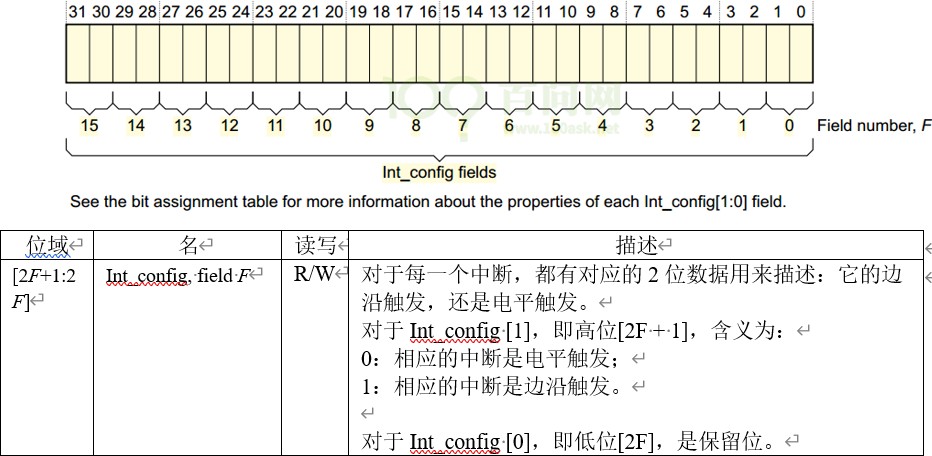 31 30 29 28 27 26 25 24 23 22 21 20 19 18 17 16 15 14 13 12 11 10 9 8 7 6 5 4 3 2 1 0
100 百问网
www.100ask.net
15 14 13 12 11 10 9 8 7 6 5 4 3 2 1 0 Field number, F
Int_config fields
See the bit assignment table for more information about the properties of each Int_config[1:0] field.
位域 名 读写 描述
[2F+1:2
F]
Int_config, field F
R/W
对于每一个中断，都有对应的 2 位数据用来描述：它的边
沿触发，还是电平触发。
对于 Int_config [1]，即高位[2F + 1]，含义为：
0：相应的中断是电平触发；
1：相应的中断是边沿触发。
对于 Int_config [0]，即低位[2F]，是保留位。